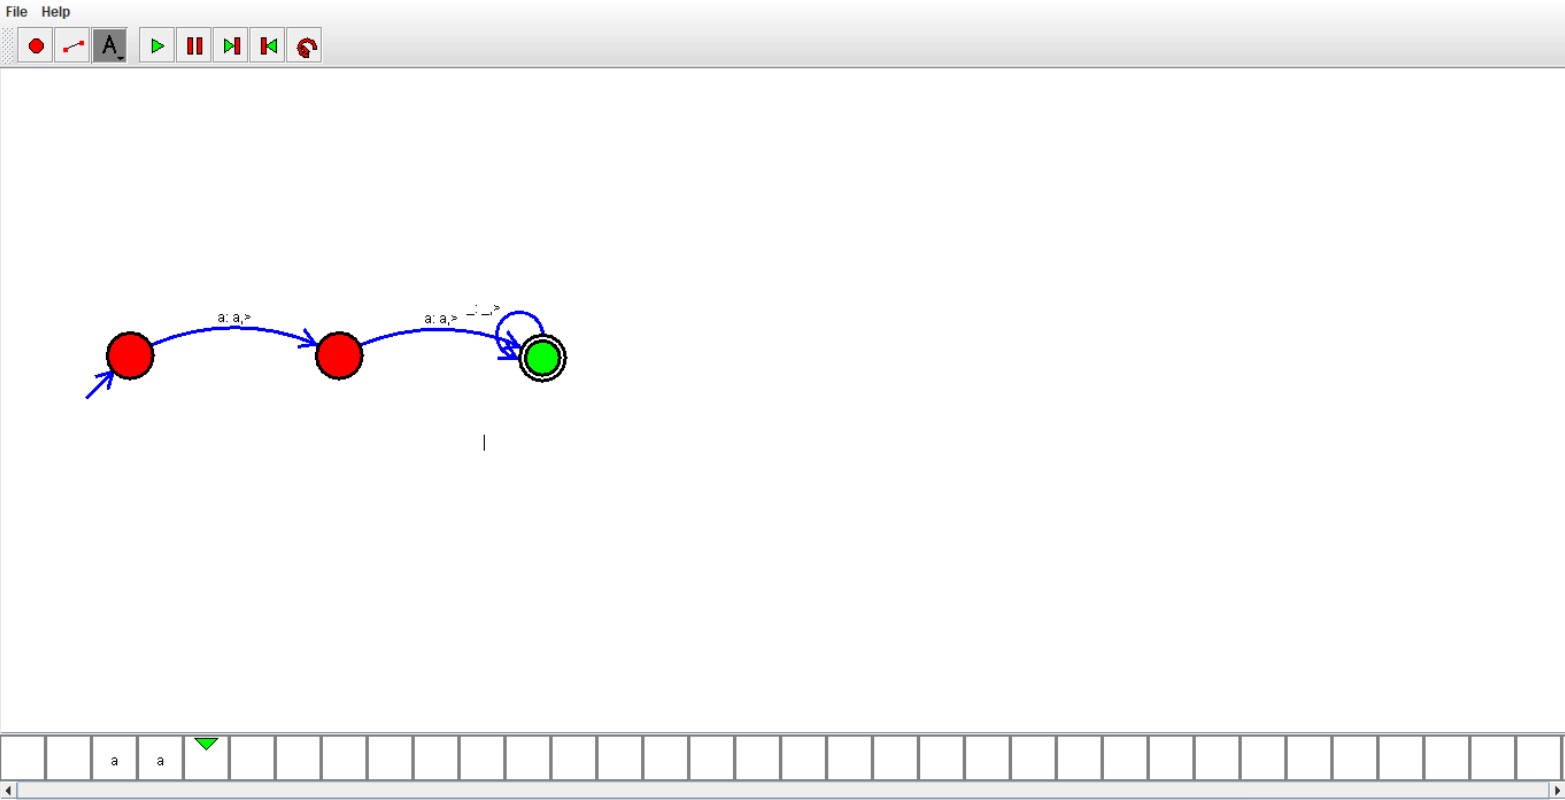 File Help
A
a: a,>
a: a,>
_: _,>
a a